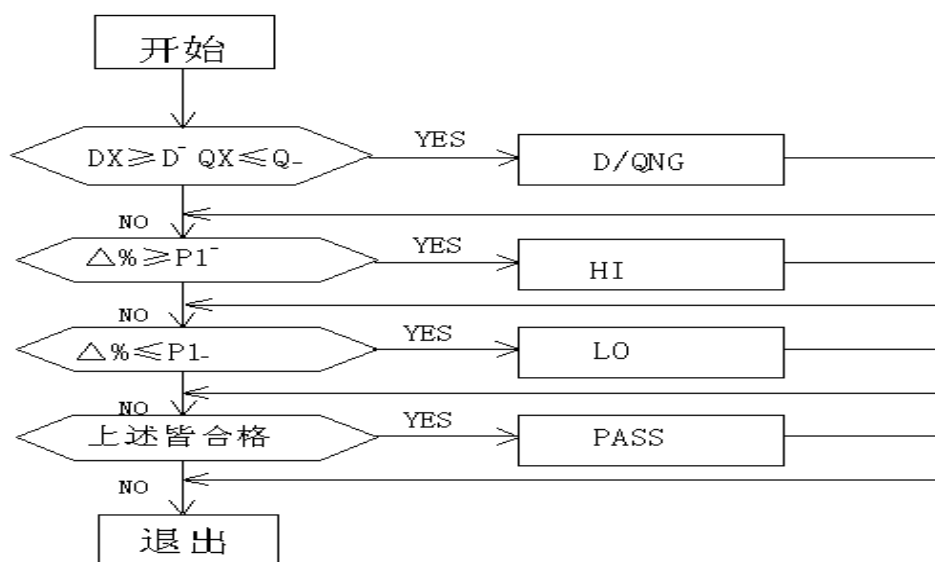 开始
DX≥D⁻ QX≤Q₋
YES
D/QNG
NO
△%≥P1⁻
YES
HI
NO
△%≤P1₋
YES
LO
NO
上述皆合格
YES
PASS
NO
退出